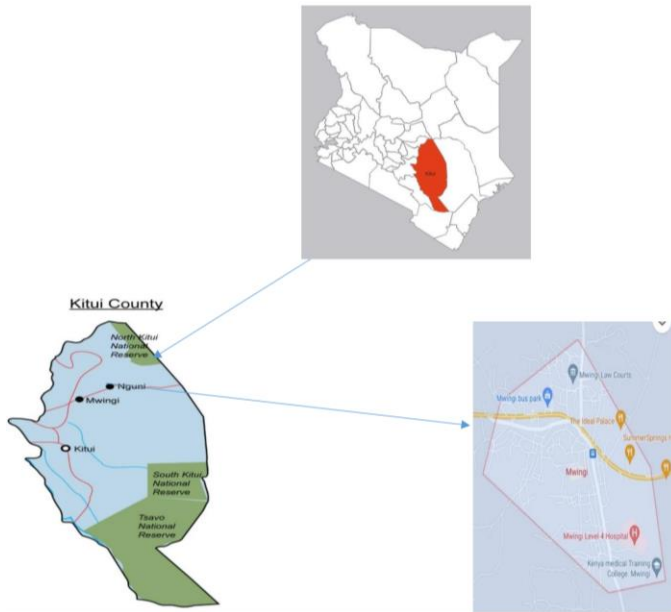 Kitui
Kitui County
North Kitui
National
Reserve
Nguni
Mwingi
Kitui
South Kitui
National
Reserve
Tsavo
National
Reserve
Mwingi Law Courts
Mwingi bus park
The Ideal Palace
SummerSprings H
Mwingi
Mwingi Level 4 Hospital
Kenya medical Training
College. Mwingi